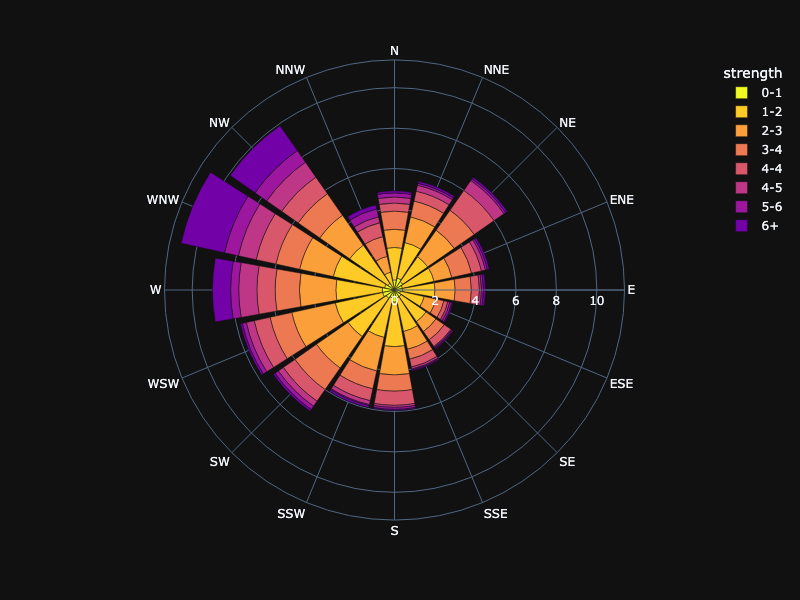 N
NNW
NNE
NW
NE
WNW
ENE
W
E
0 2 4 6 8 10
WSW
ESE
SW
SE
SSW
SSE
S
strength
0-1
1-2
2-3
3-4
4-4
4-5
5-6
6+